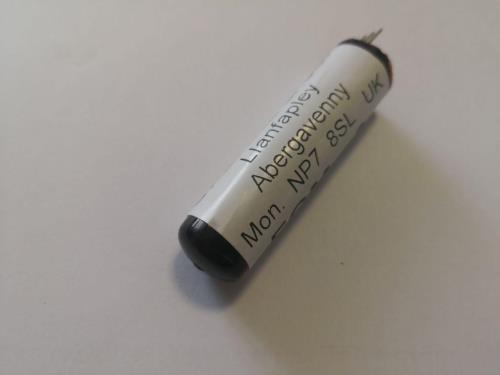 Llanfapley
Abergavenny
Mon. NP7 8SL UK